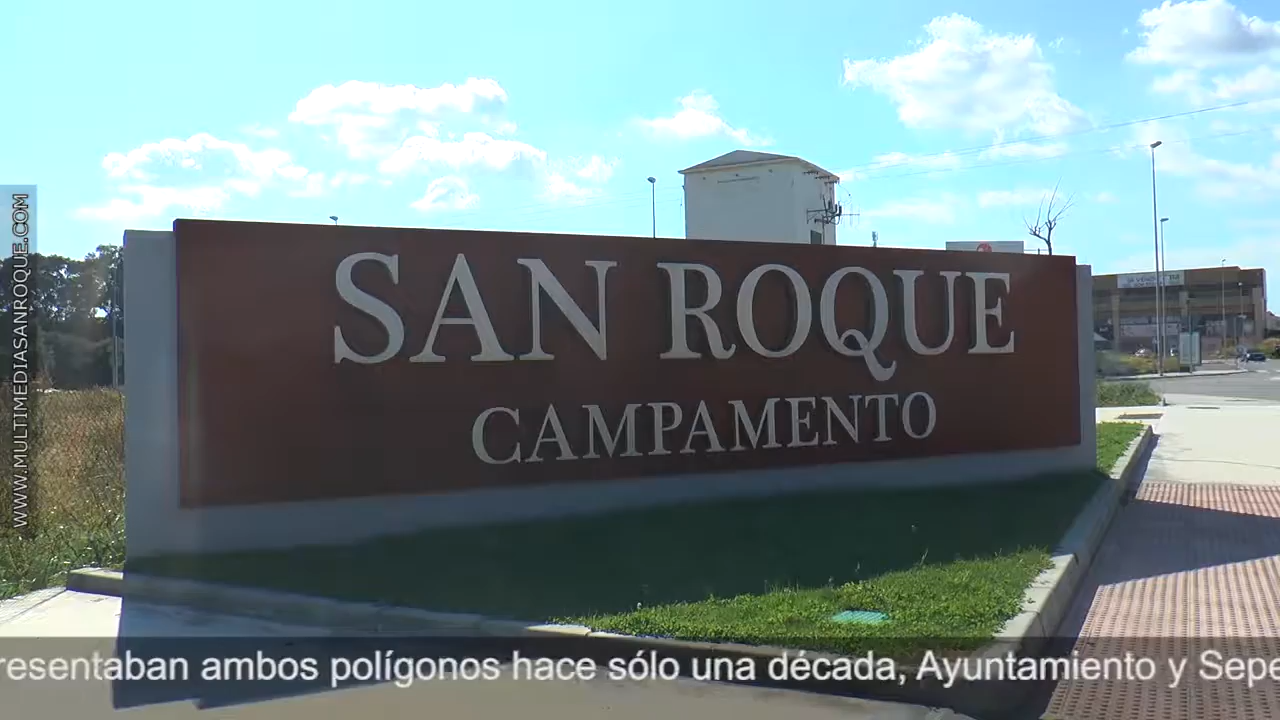 WWW.MULTIMEDIASANROQUE.COM
SAN ROQUE
CAMPAMENTO
resentaban ambos polígonos hace sólo una década, Ayuntamiento y Sepe